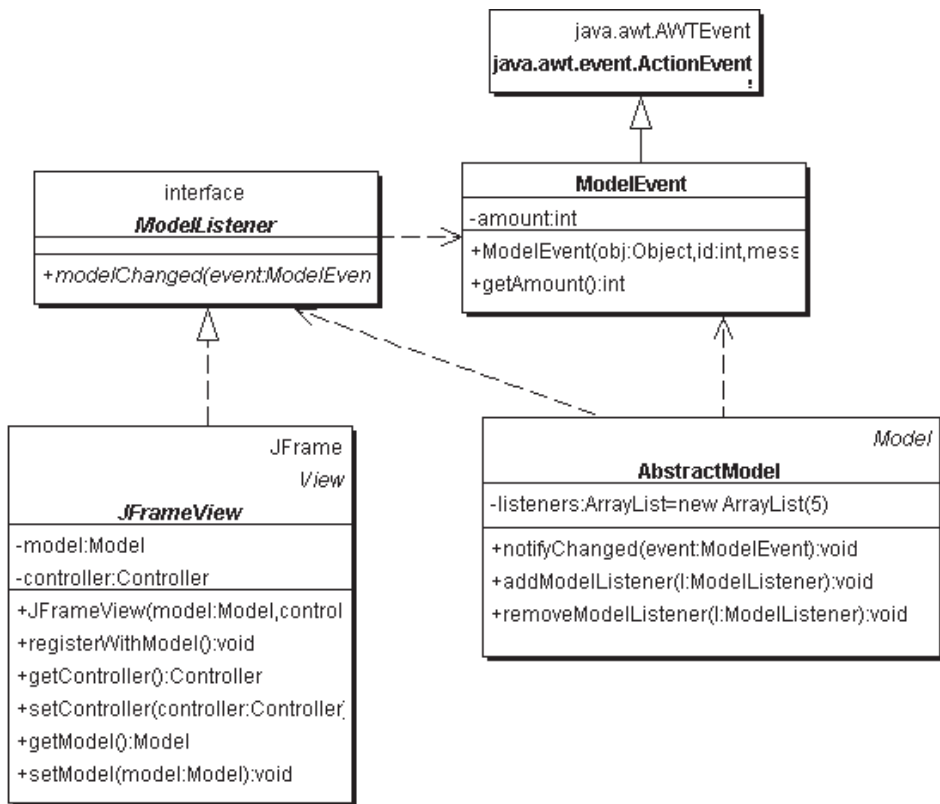 java.awt.AWTEvent
java.awt.event.ActionEvent
!
interface
ModelListener
+modelChanged(event:ModelEven
ModelEvent
-amount:int
+ModelEvent(obj:Object,id:int,mess
+getAmount():int
JFrame
View
JFrameView
-model:Model
-controller:Controller
+JFrameView(model:Model,control
+registerWithModel():void
+getController():Controller
+setController(controller:Controller)
+getModel():Model
+setModel(model:Model):void
Model
AbstractModel
-listeners:ArrayList=new ArrayList(5)
+notifyChanged(event:ModelEvent):void
+addModelListener(l:ModelListener):void
+removeModelListener(l:ModelListener):void